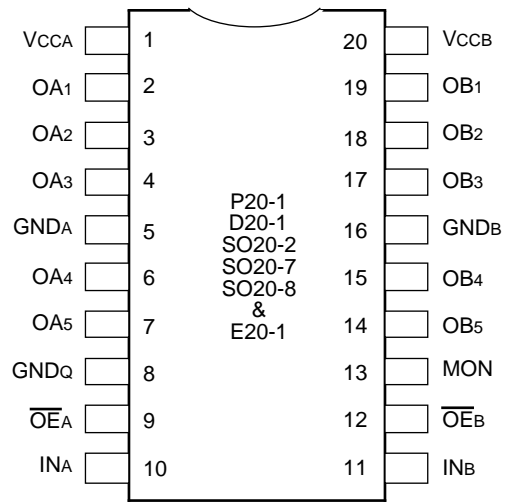 VCCA 1 20 VCCB
OA1 2 19 OB1
OA2 3 18 OB2
OA3 4 17 OB3
GNDA 5 16 GNDB
OA4 6 15 OB4
OA5 7 14 OB5
GNDQ 8 13 MON
O̅E̅A 9 12 O̅E̅B
INA 10 11 INB
P20-1
D20-1
SO20-2
SO20-7
SO20-8
&
E20-1